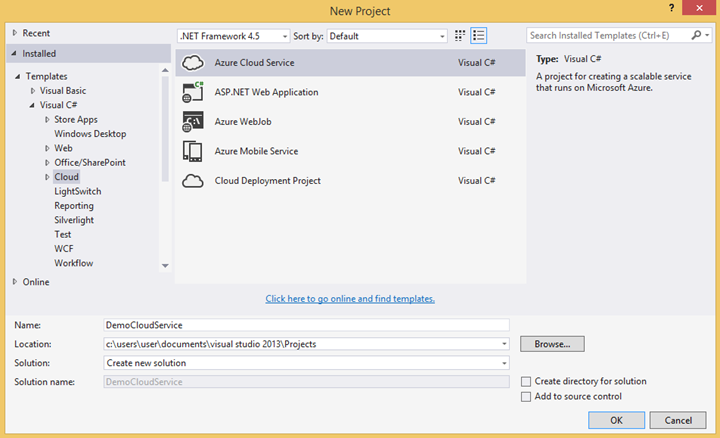 New Project
?
Recent
Installed
Templates
Visual Basic
Visual C#
Store Apps
Windows Desktop
Web
Office/SharePoint
Cloud
LightSwitch
Reporting
Silverlight
Test
WCF
Workflow
Online
.NET Framework 4.5
Sort by: Default
Azure Cloud Service Visual C#
ASP.NET Web Application Visual C#
Azure WebJob Visual C#
Azure Mobile Service Visual C#
Cloud Deployment Project Visual C#
Click here to go online and find templates.
Search Installed Templates (Ctrl+E)
Type: Visual C#
A project for creating a scalable service
that runs on Microsoft Azure.
Name: DemoCloudService
Location: c:\users\user\documents\visual studio 2013\Projects Browse...
Solution: Create new solution
Solution name: DemoCloudService
Create directory for solution
Add to source control
OK Cancel